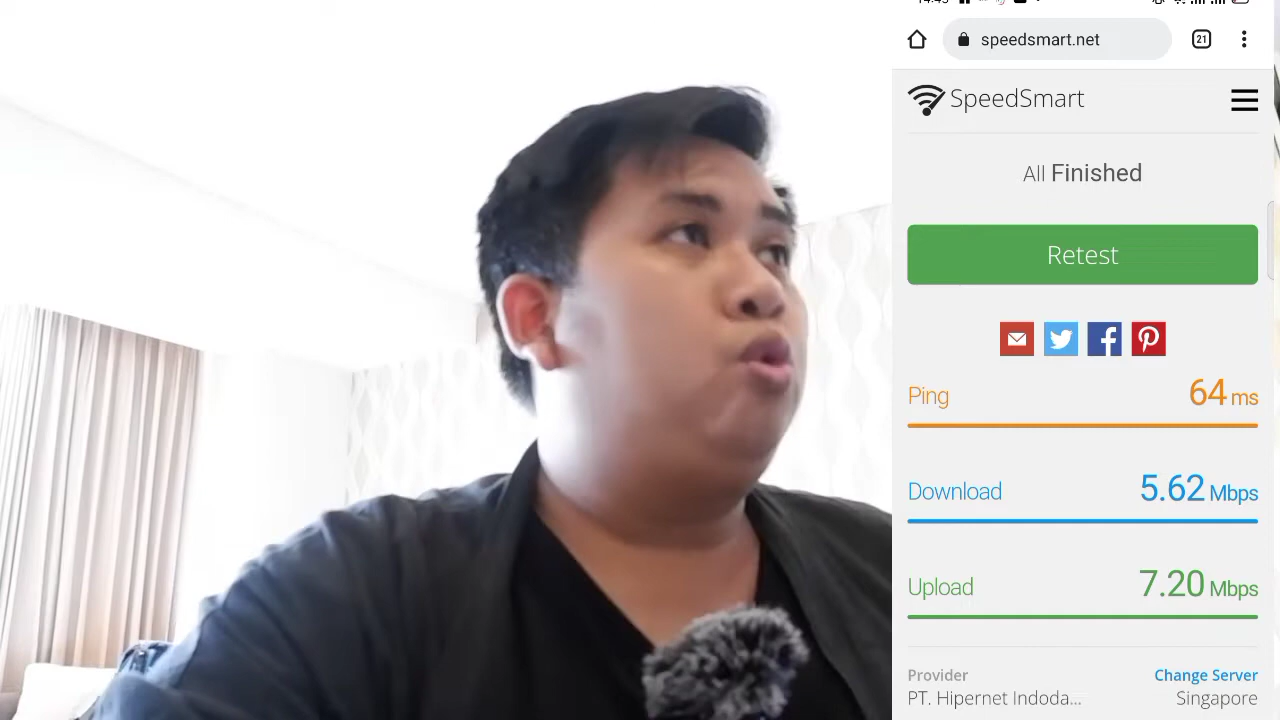 speedsmart.net
21
SpeedSmart
All Finished
Retest
Ping 64 ms
Download 5.62 Mbps
Upload 7.20 Mbps
Provider Change Server
PT. Hipernet Indoda... Singapore